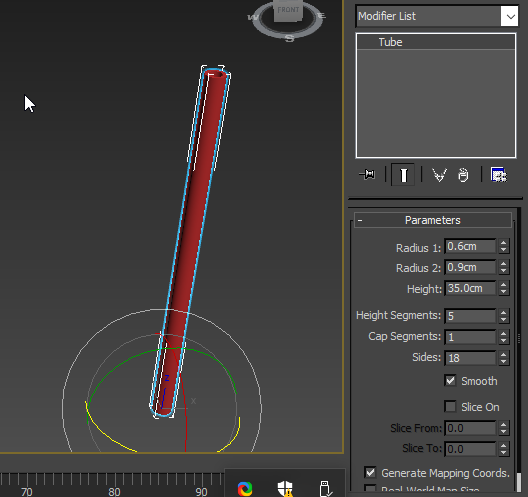 FRONT
W
E
S
Z
X
70
80
90
Modifier List
Tube
- Parameters
Radius 1: 0.6cm
Radius 2: 0.9cm
Height: 35.0cm
Height Segments: 5
Cap Segments: 1
Sides: 18
Smooth
Slice On
Slice From: 0.0
Slice To: 0.0
Generate Mapping Coords.
Real-World Map Size